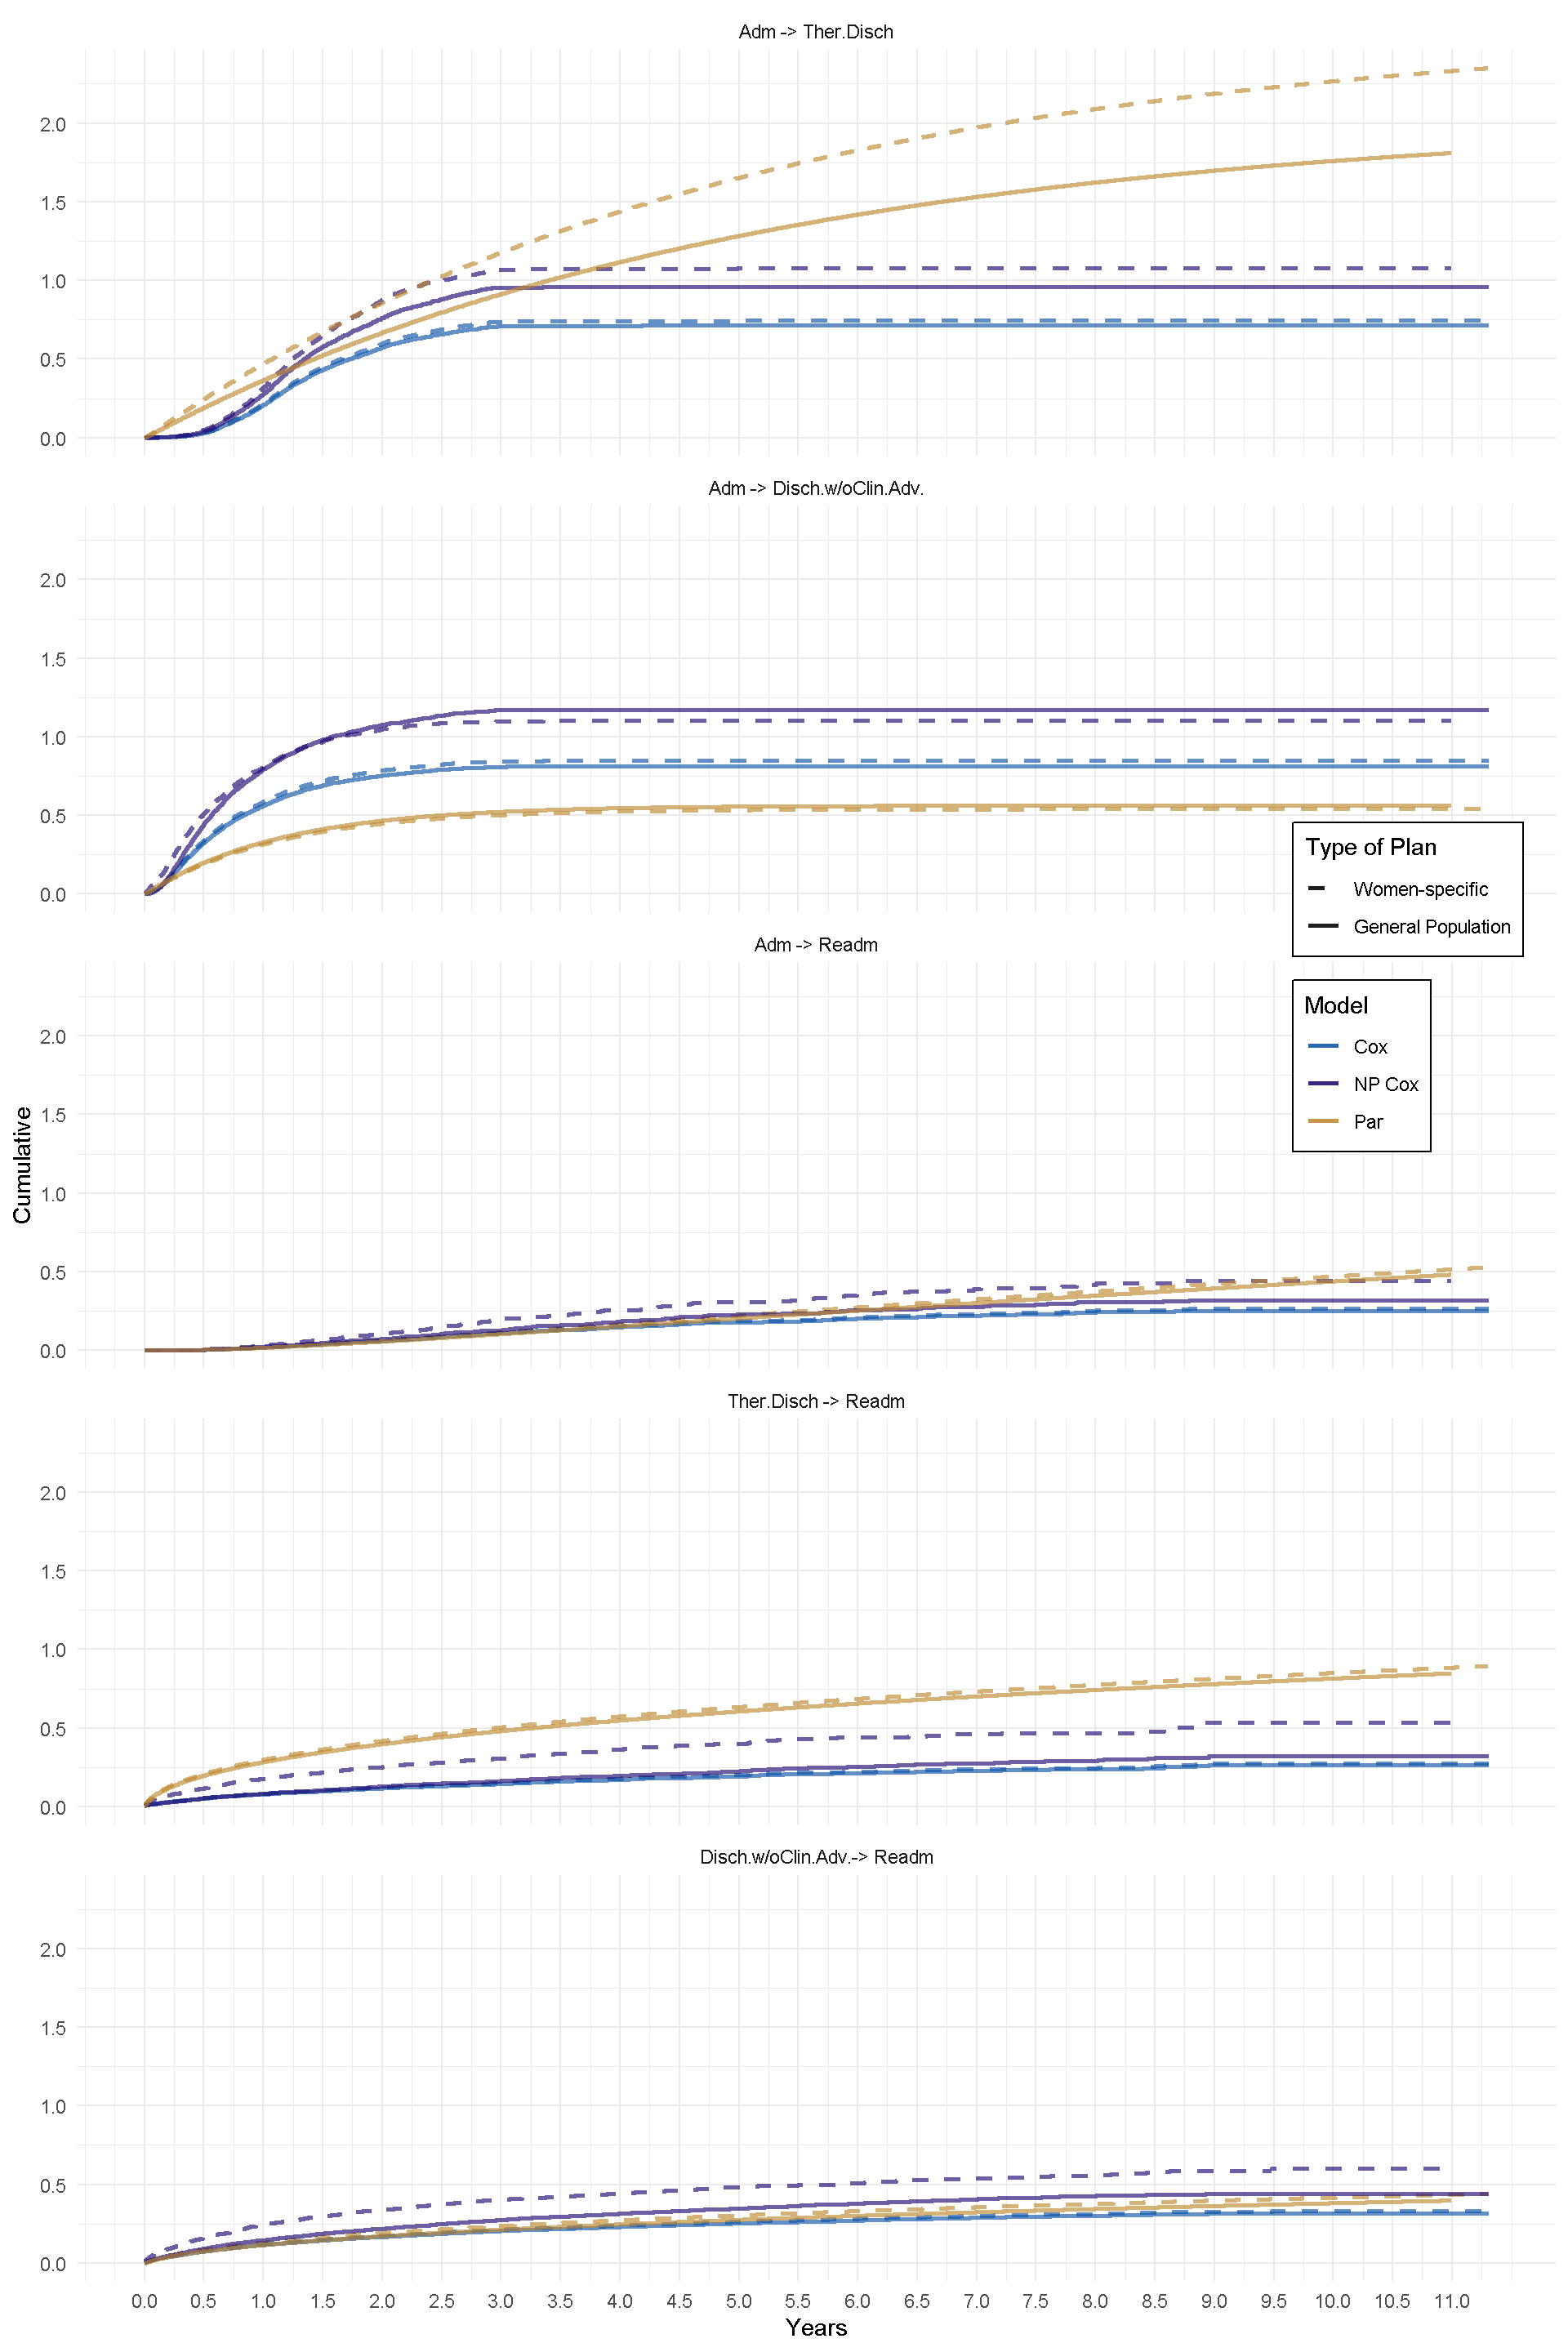 Adm -> Ther.Disch
2.0
1.5
1.0
0.5
0.0
Adm -> Disch.w/oClin.Adv.
2.0
1.5
1.0
0.5
0.0
Type of Plan
Women-specific
General Population
Adm -> Readm
2.0
1.5
1.0
0.5
0.0
Model
Cox
NP Cox
Par
Cumulative
Ther.Disch -> Readm
2.0
1.5
1.0
0.5
0.0
Disch.w/oClin.Adv.-> Readm
2.0
1.5
1.0
0.5
0.0
0.0 0.5 1.0 1.5 2.0 2.5 3.0 3.5 4.0 4.5 5.0 5.5 6.0 6.5 7.0 7.5 8.0 8.5 9.0 9.5 10.0 10.5 11.0
Years